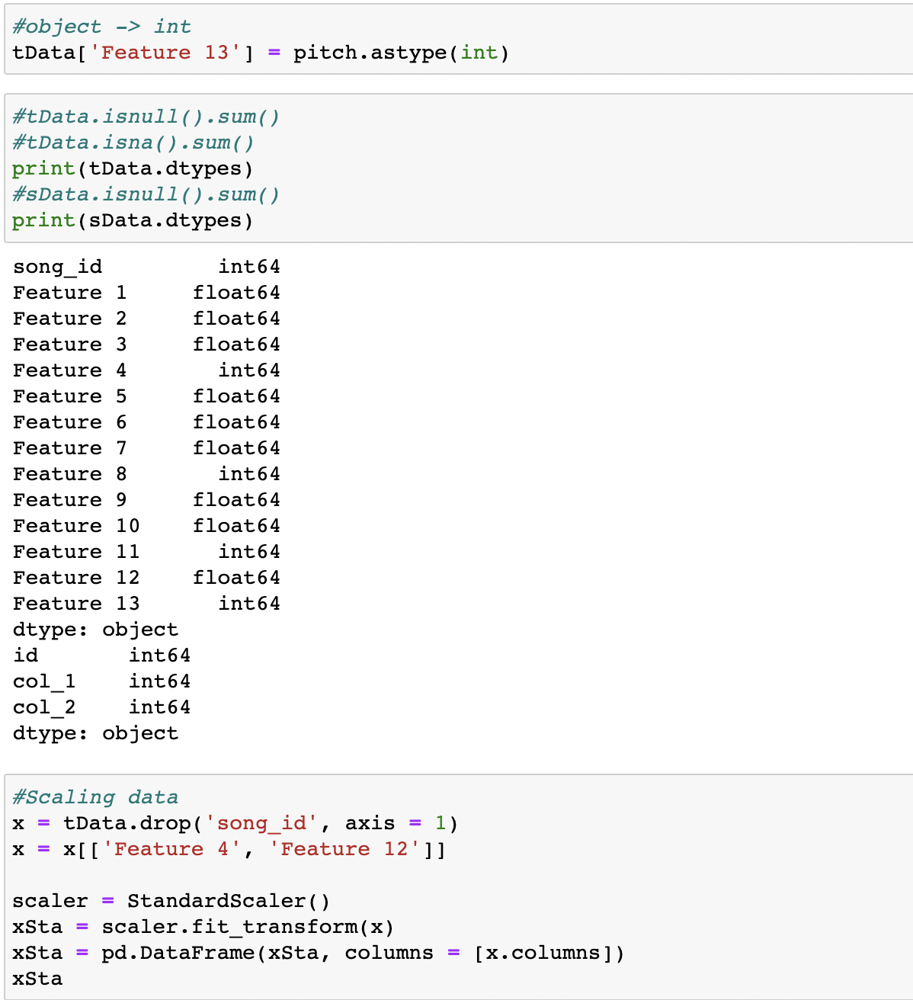 #object -> int
tData['Feature 13'] = pitch.astype(int)
#tData.isnull().sum()
#tData.isna().sum()
print(tData.dtypes)
#sData.isnull().sum()
print(sData.dtypes)
song_id         int64
Feature 1     float64
Feature 2     float64
Feature 3     float64
Feature 4       int64
Feature 5     float64
Feature 6     float64
Feature 7     float64
Feature 8       int64
Feature 9     float64
Feature 10    float64
Feature 11      int64
Feature 12    float64
Feature 13      int64
dtype: object
id       int64
col_1    int64
col_2    int64
dtype: object
#Scaling data
x = tData.drop('song_id', axis = 1)
x = x[['Feature 4', 'Feature 12']]
scaler = StandardScaler()
xSta = scaler.fit_transform(x)
xSta = pd.DataFrame(xSta, columns = [x.columns])
xSta